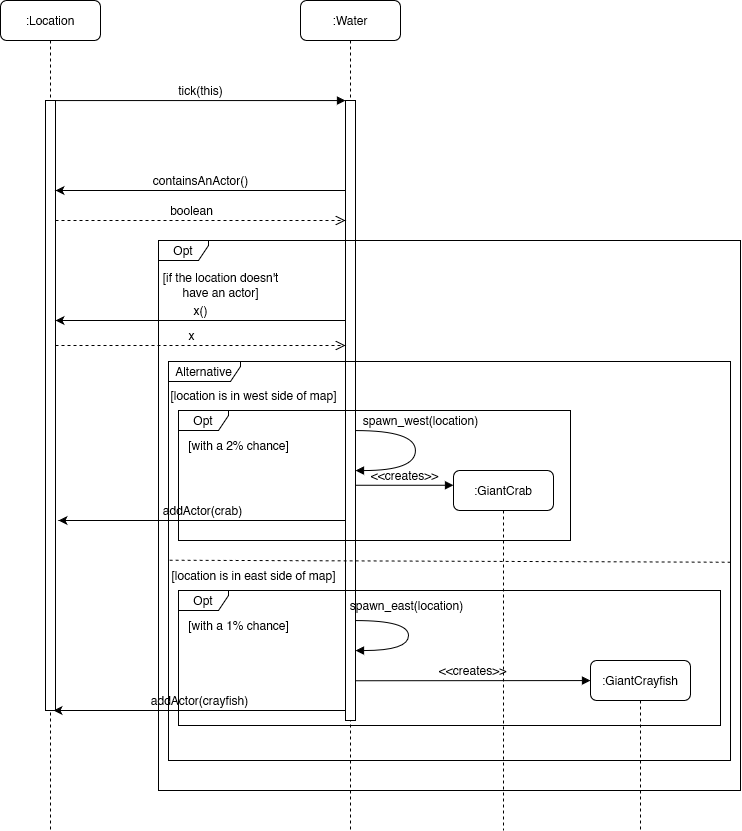 :Location
:Water
tick(this)
containsAnActor()
boolean
Opt
[if the location doesn't
have an actor]
x()
x
Alternative
[location is in west side of map]
Opt
spawn_west(location)
[with a 2% chance]
<<creates>>
:GiantCrab
addActor(crab)
[location is in east side of map]
Opt
spawn_east(location)
[with a 1% chance]
<<creates>>
:GiantCrayfish
addActor(crayfish)